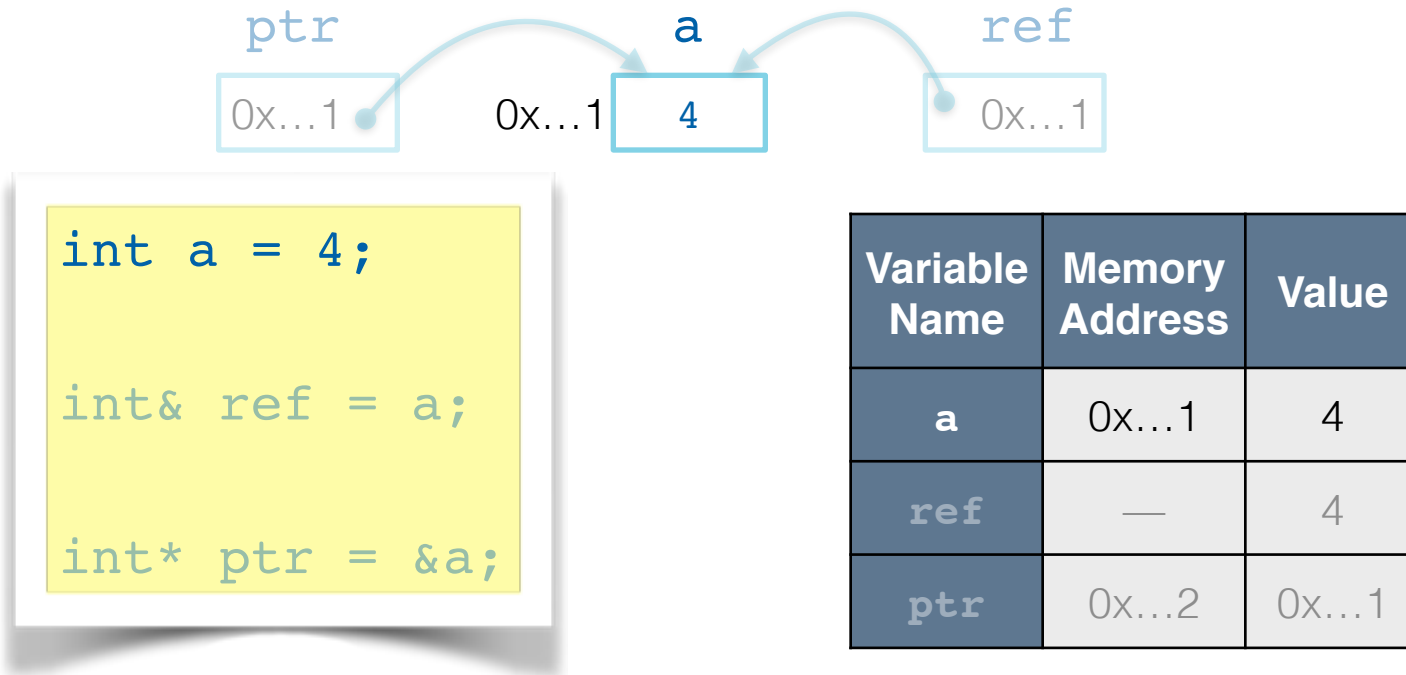 ptr a ref
0x...1 0x...1 4 0x...1
int a = 4;
int& ref = a;
int* ptr = &a;
Variable Name Memory Address Value
a 0x...1 4
ref — 4
ptr 0x...2 0x...1